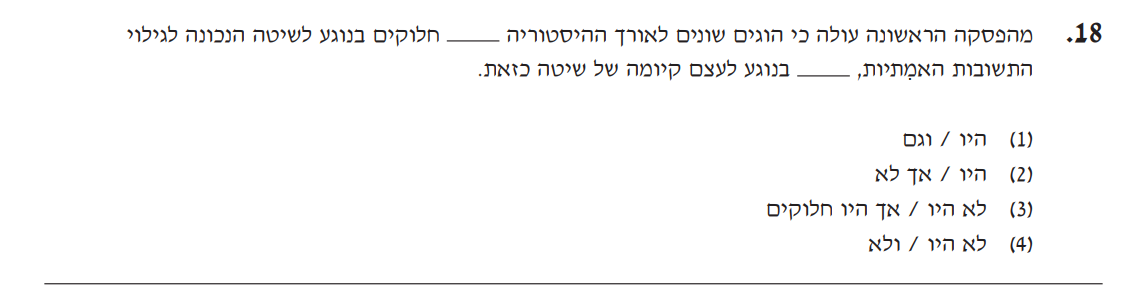 18. מהפסקה הראשונה עולה כי הוגים שונים לאורך ההיסטוריה _____ חלוקים בנוגע לשיטה הנכונה לגילוי
התשובות האמִתיות, _____ בנוגע לעצם קיומה של שיטה כזאת.
(1) היו / וגם
(2) היו / אך לא
(3) לא היו / אך היו חלוקים
(4) לא היו / ולא